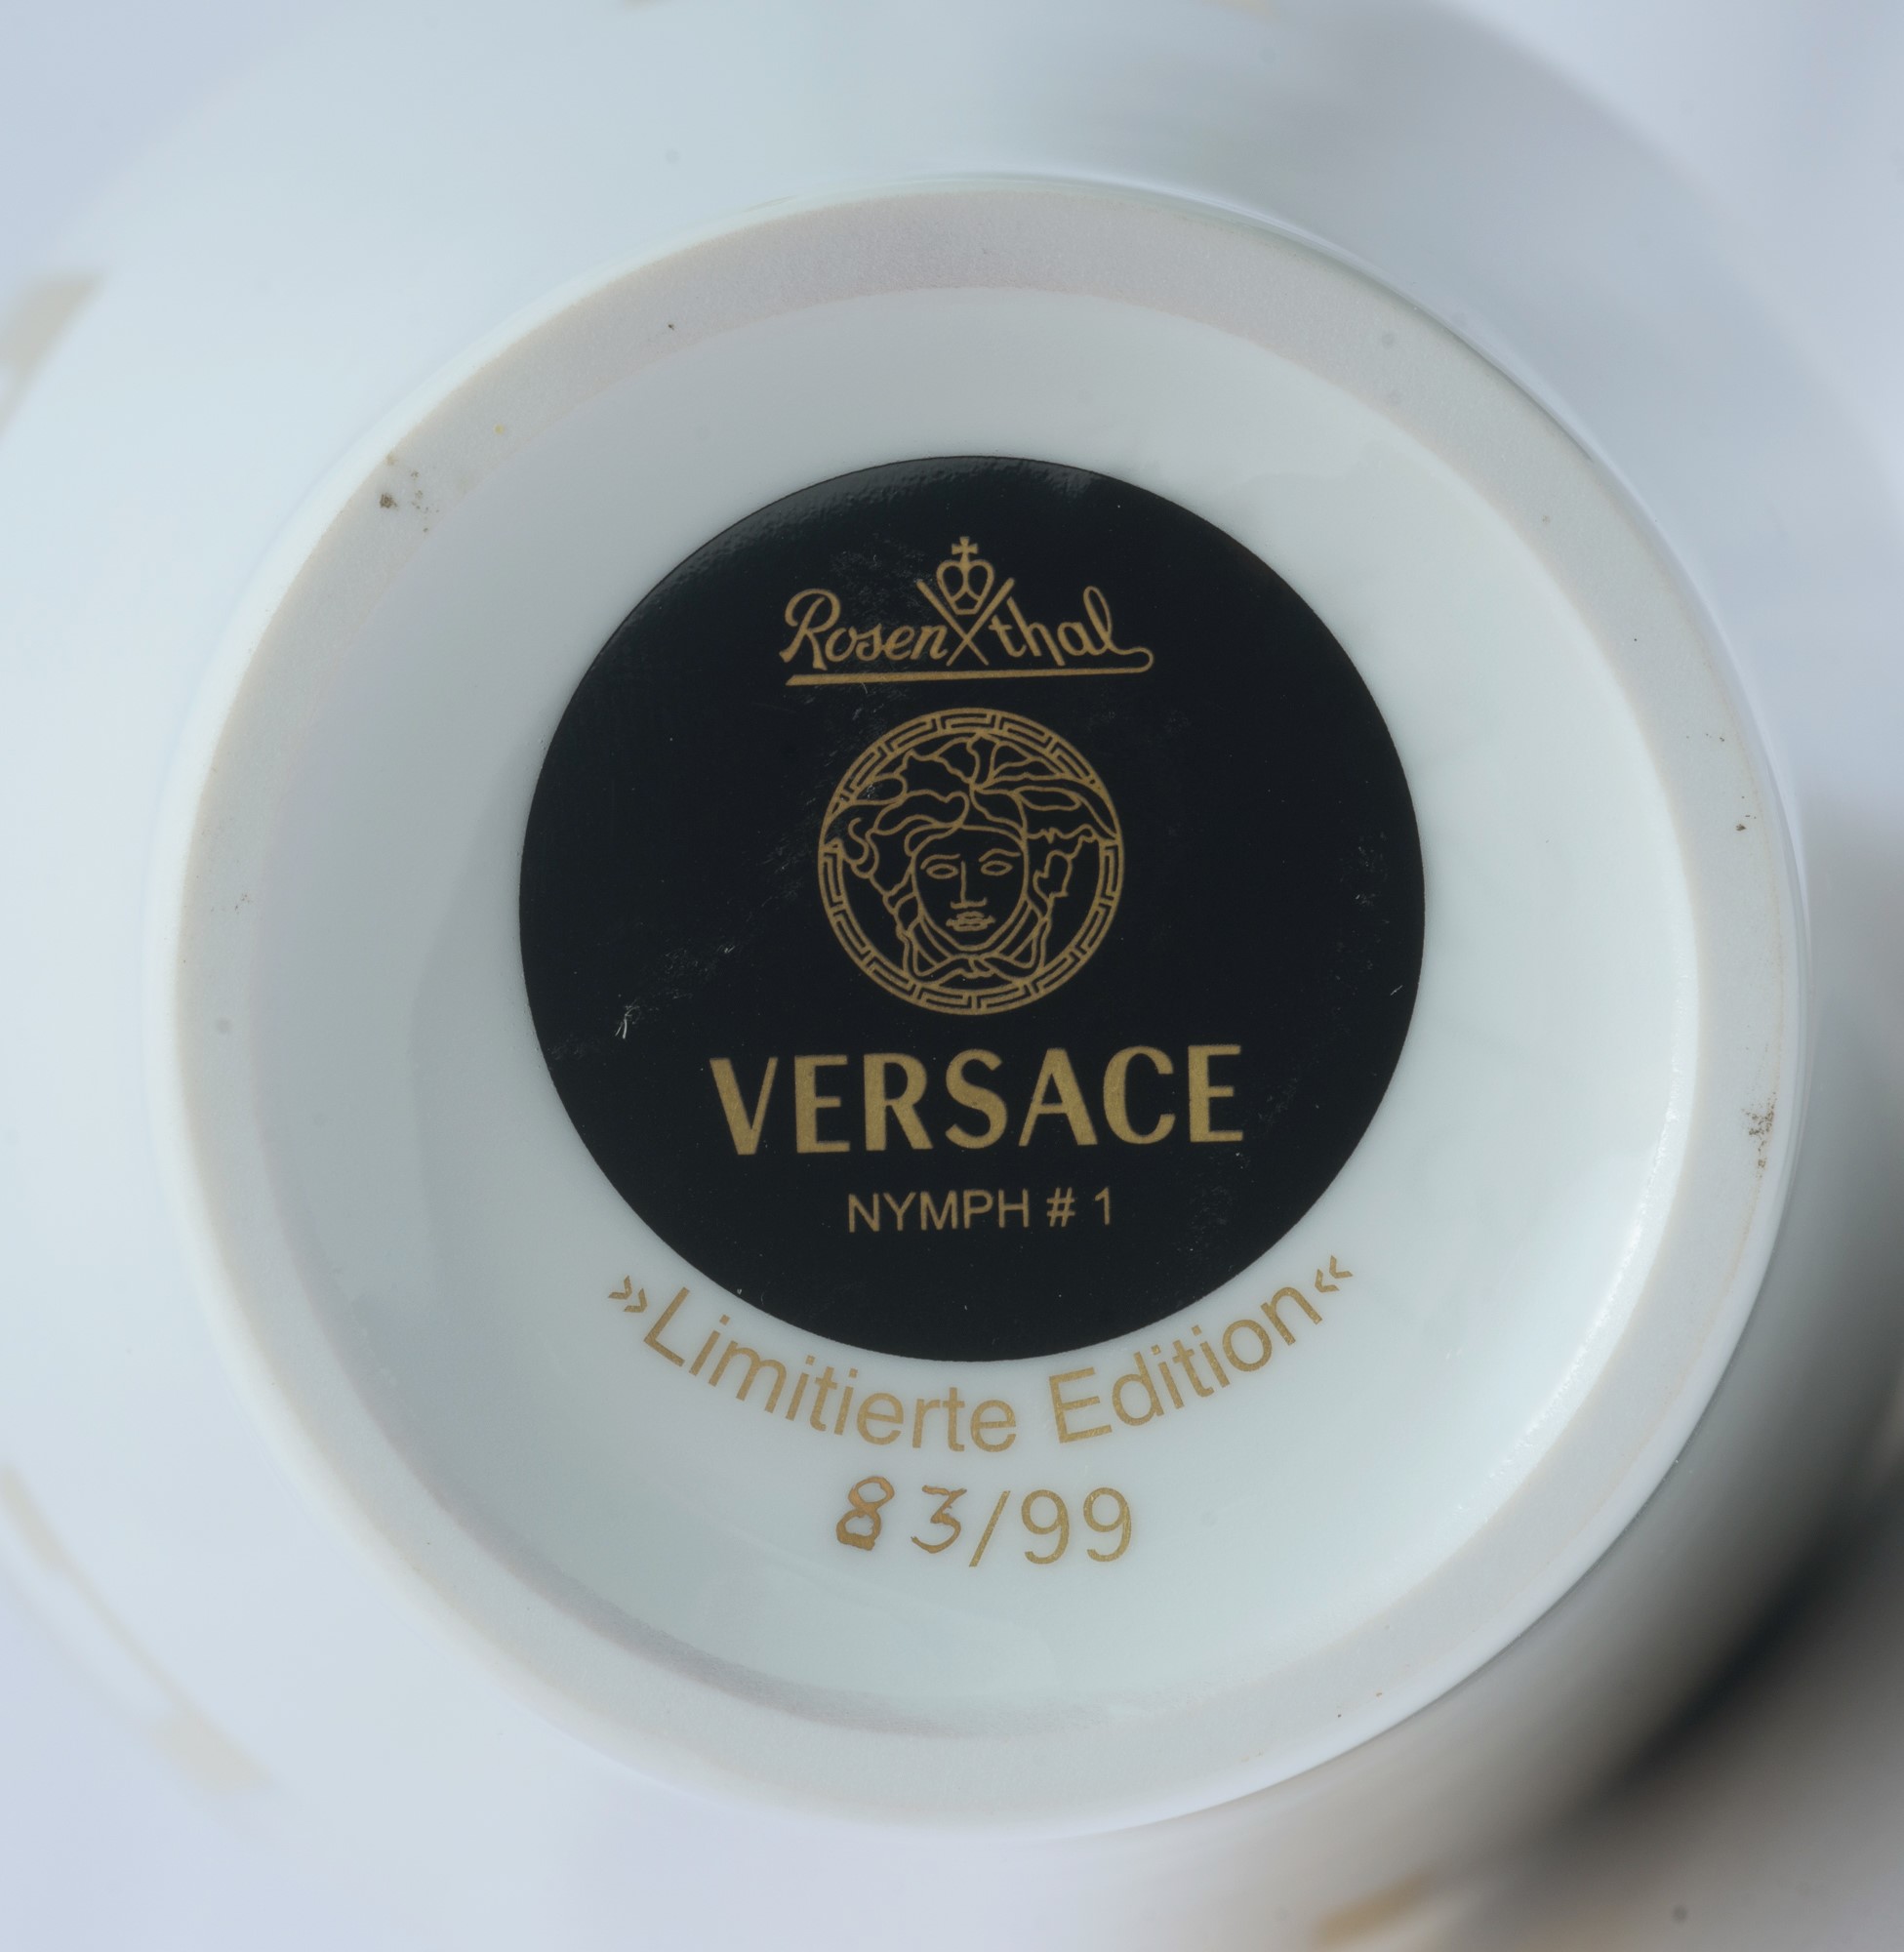 Rosenthal
VERSACE
NYMPH # 1
»Limitierte Edition«
83/99